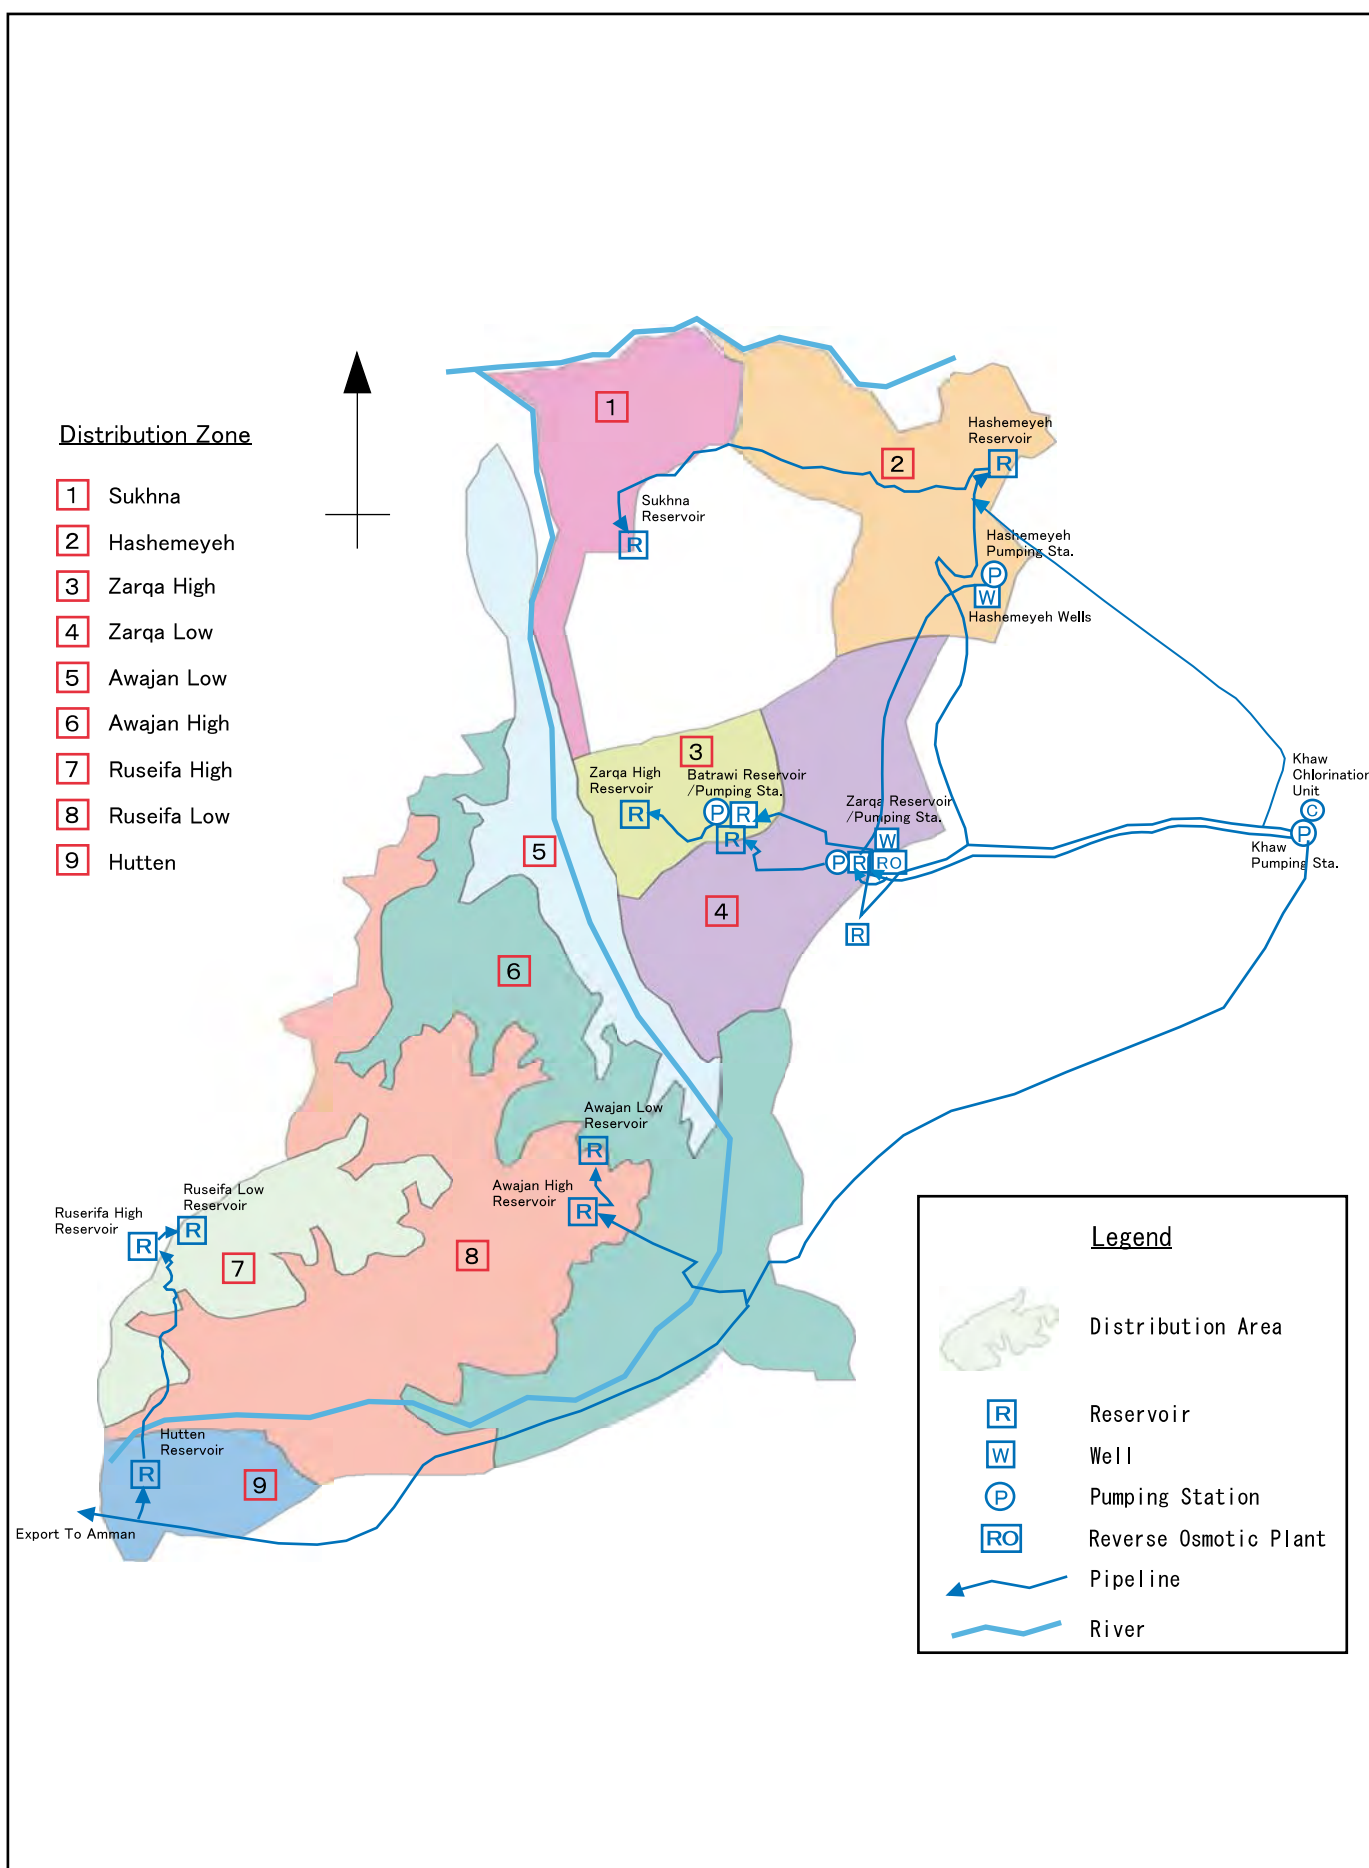 Distribution Zone
1 Sukhna
2 Hashemeyeh
3 Zarqa High
4 Zarqa Low
5 Awajan Low
6 Awajan High
7 Ruseifa High
8 Ruseifa Low
9 Hutten
1
2
Hashemeyeh
Reservoir
R
Sukhna
Reservoir
R
Hashemeyeh
Pumping Sta.
P
W
Hashemeyeh Wells
3
Zarqa High
Reservoir
R
Batrawi Reservoir
/Pumping Sta.
P
R
R
Zarqa Reservoir
/Pumping Sta.
W
P
R
RO
R
Khaw
Chlorination
Unit
C
P
Khaw
Pumping Sta.
5
4
6
Awajan Low
Reservoir
R
Awajan High
Reservoir
R
Ruseifa Low
Reservoir
R
Ruserifa High
Reservoir
R
7
8
Hutten
Reservoir
R
9
Export To Amman
Legend
Distribution Area
R Reservoir
W Well
P Pumping Station
RO Reverse Osmotic Plant
Pipeline
River